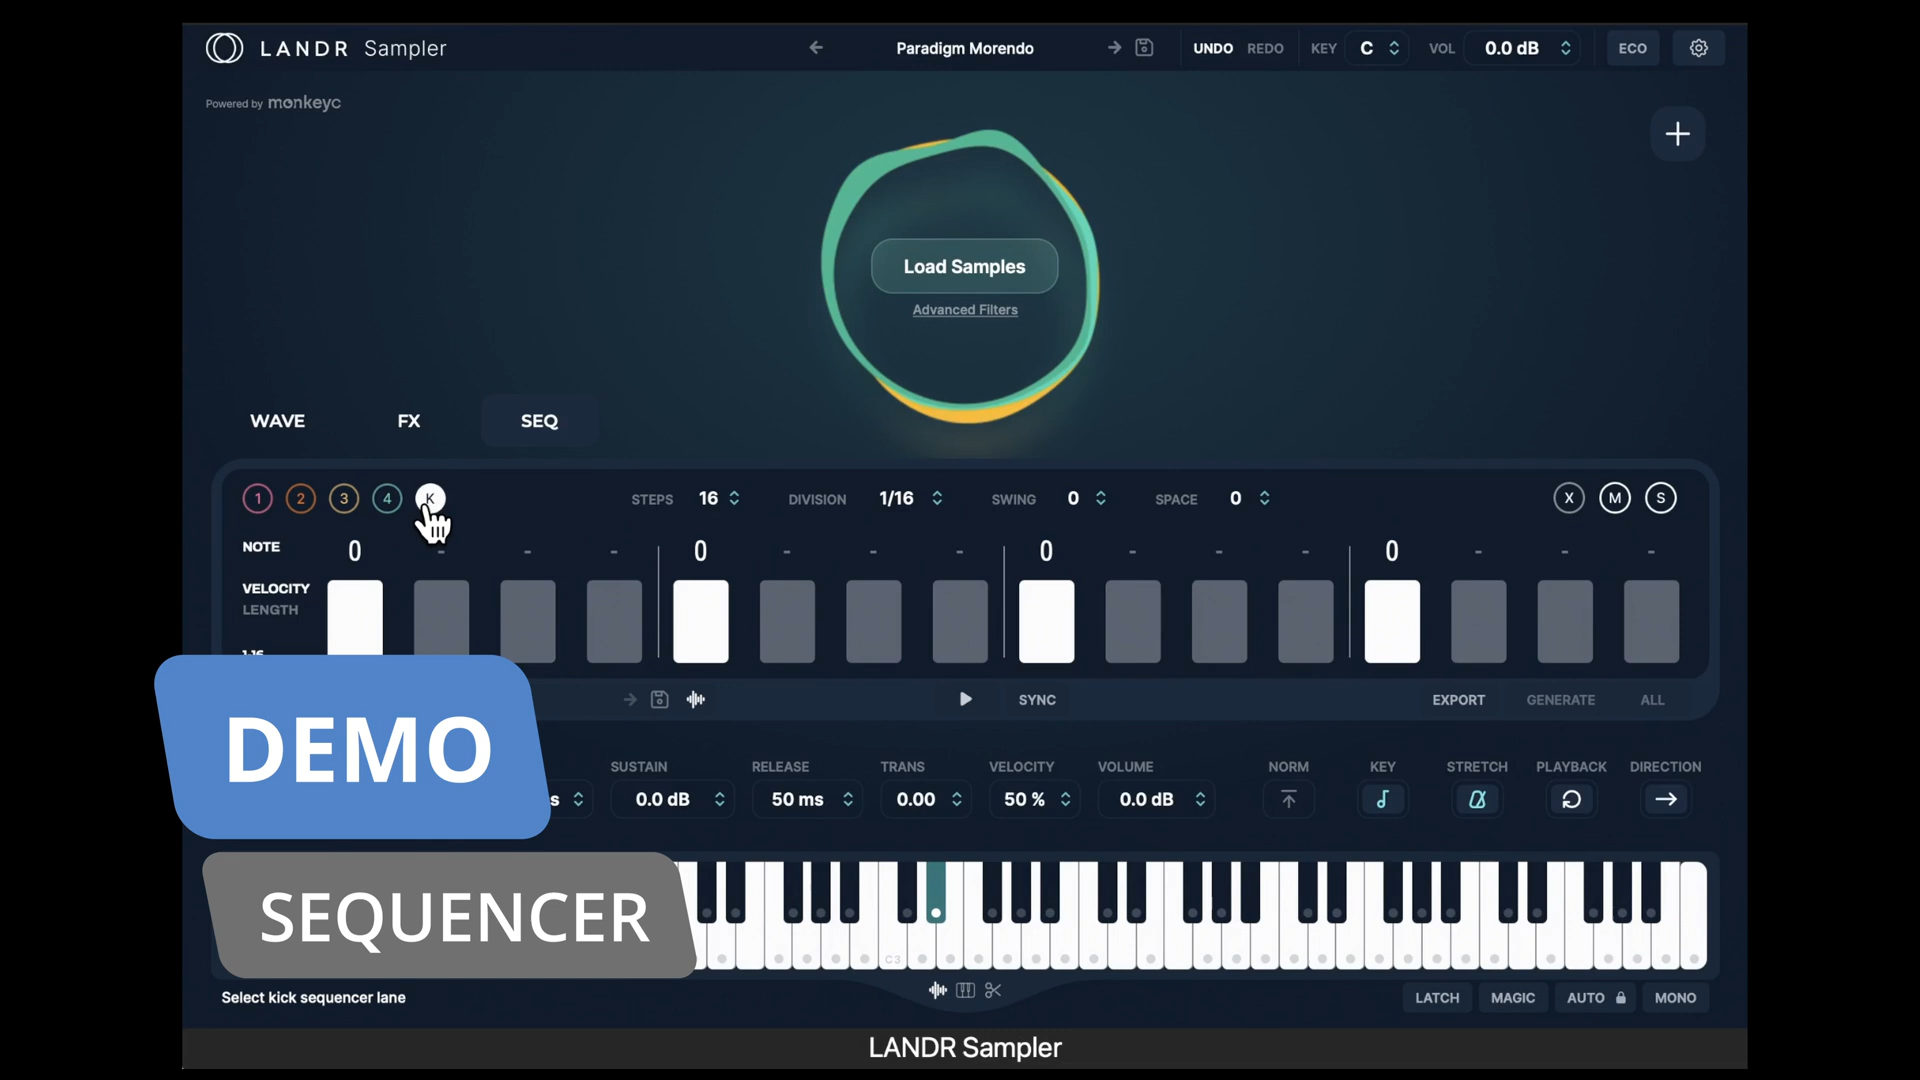 LANDR Sampler
Paradigm Morendo
UNDO REDO KEY C VOL 0.0 dB ECO
Powered by monkeyc
Load Samples
Advanced Filters
WAVE FX SEQ
1 2 3 4 K STEPS 16 DIVISION 1/16 SWING 0 SPACE 0 X M S
NOTE 0 - - - 0 - - - 0 - - - 0 - - -
VELOCITY
LENGTH
SYNC EXPORT GENERATE ALL
DEMO
SUSTAIN RELEASE TRANS VELOCITY VOLUME NORM KEY STRETCH PLAYBACK DIRECTION
s 0.0 dB 50 ms 0.00 50 % 0.0 dB
SEQUENCER
C3
Select kick sequencer lane
LATCH MAGIC AUTO MONO
LANDR Sampler